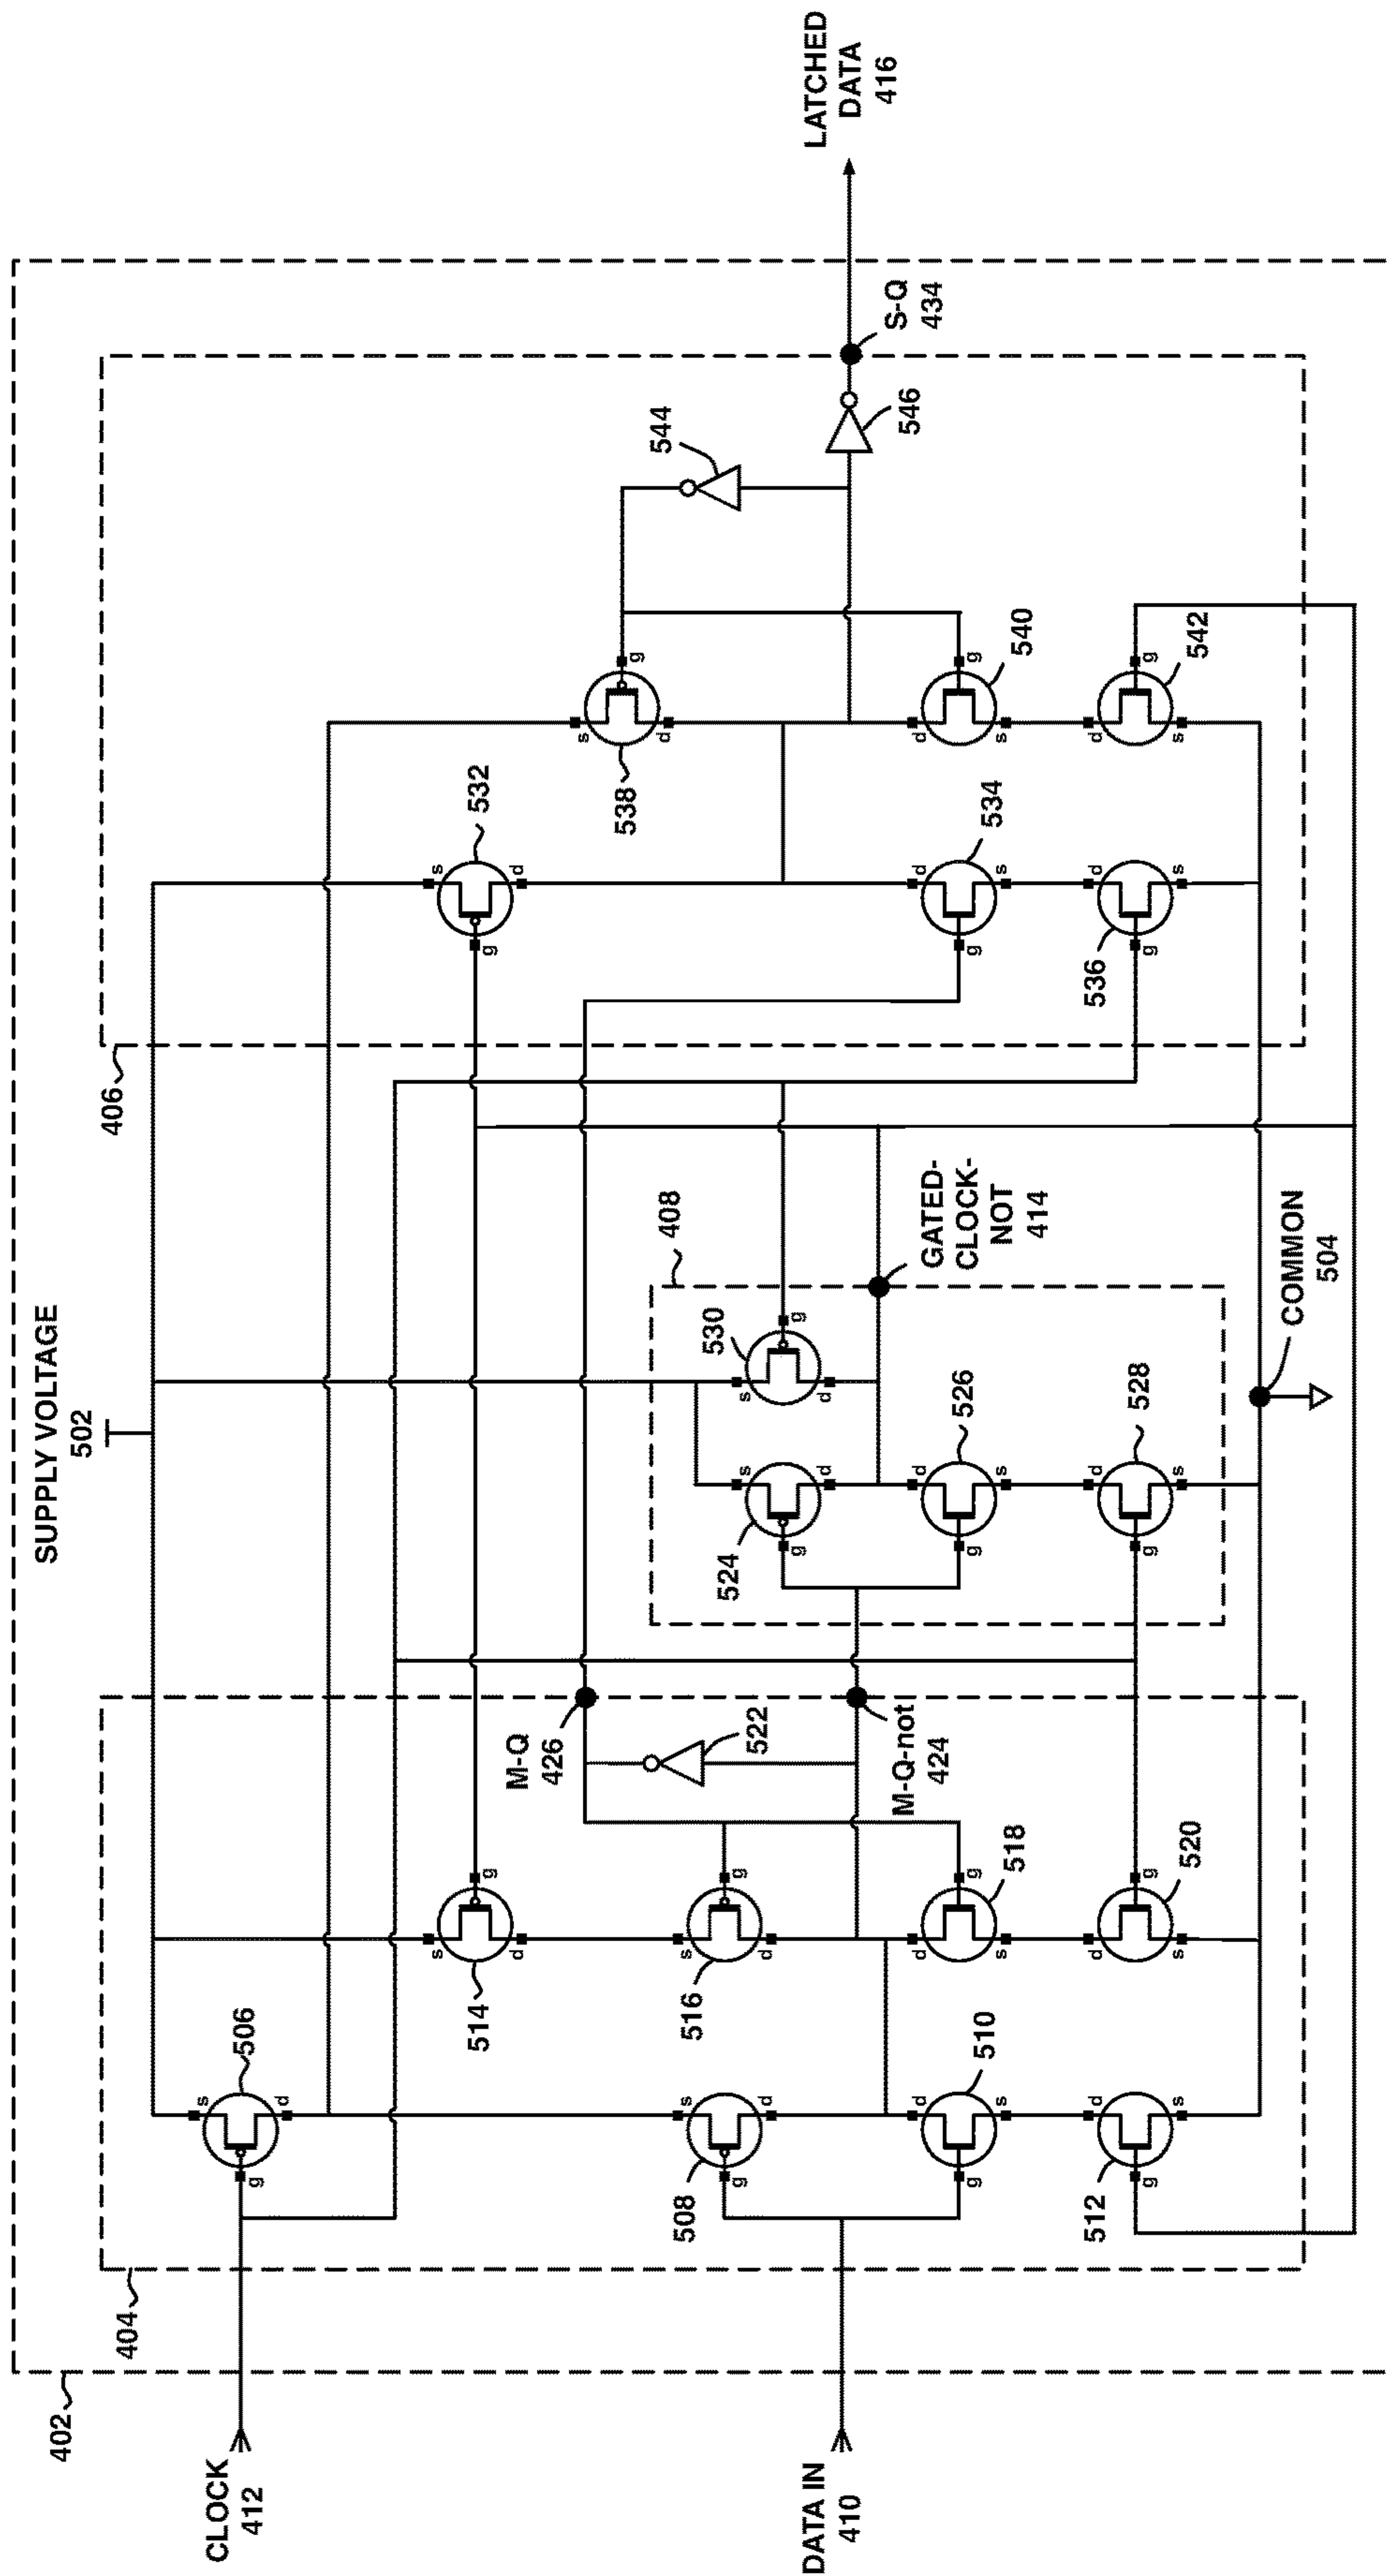 SUPPLY VOLTAGE
502
402
404
406
CLOCK
412
506
s
d
g
532
s
d
g
514
s
d
g
538
s
d
g
544
M-Q
426
408
508
s
d
g
516
s
d
g
522
524
s
d
g
530
s
d
g
DATA IN
410
M-Q-not
424
GATED-
CLOCK-
NOT
414
546
S-Q
434
LATCHED
DATA
416
510
d
s
g
518
d
s
g
526
d
s
g
534
d
s
g
540
d
s
g
512
d
s
g
520
d
s
g
528
d
s
g
536
d
s
g
542
d
s
g
COMMON
504